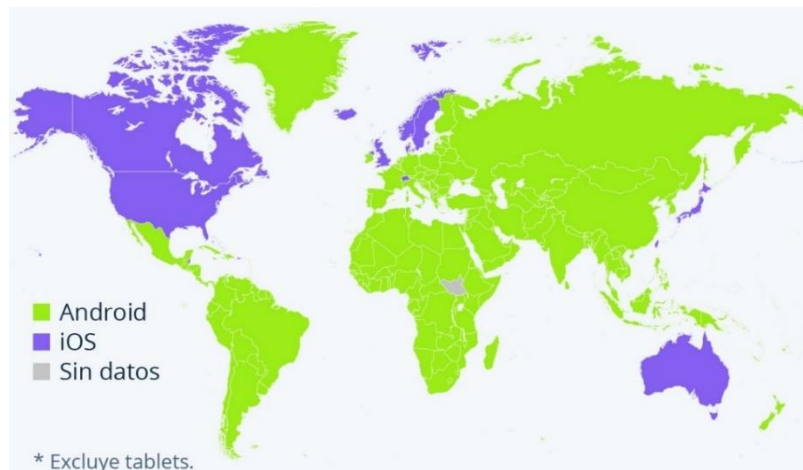 Android
iOS
Sin datos
* Excluye tablets.